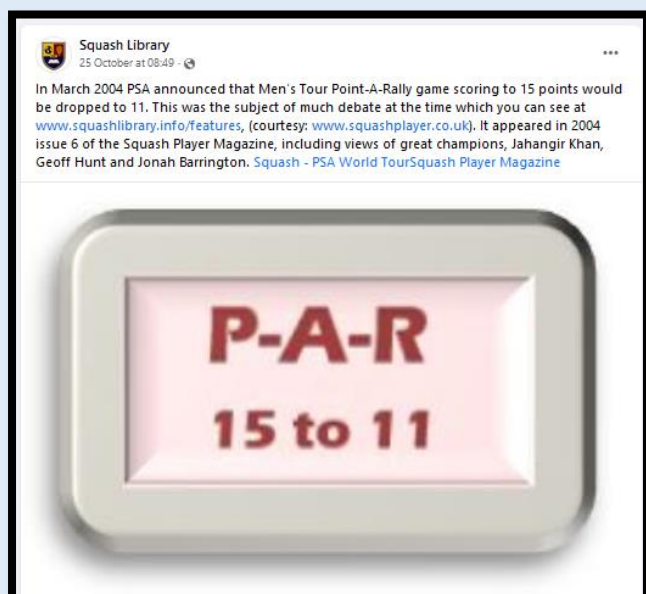 Squash Library
25 October at 08:49 ·
In March 2004 PSA announced that Men's Tour Point-A-Rally game scoring to 15 points would
be dropped to 11. This was the subject of much debate at the time which you can see at
www.squashlibrary.info/features, (courtesy: www.squashplayer.co.uk). It appeared in 2004
issue 6 of the Squash Player Magazine, including views of great champions, Jahangir Khan,
Geoff Hunt and Jonah Barrington. Squash - PSA World TourSquash Player Magazine
P-A-R
15 to 11